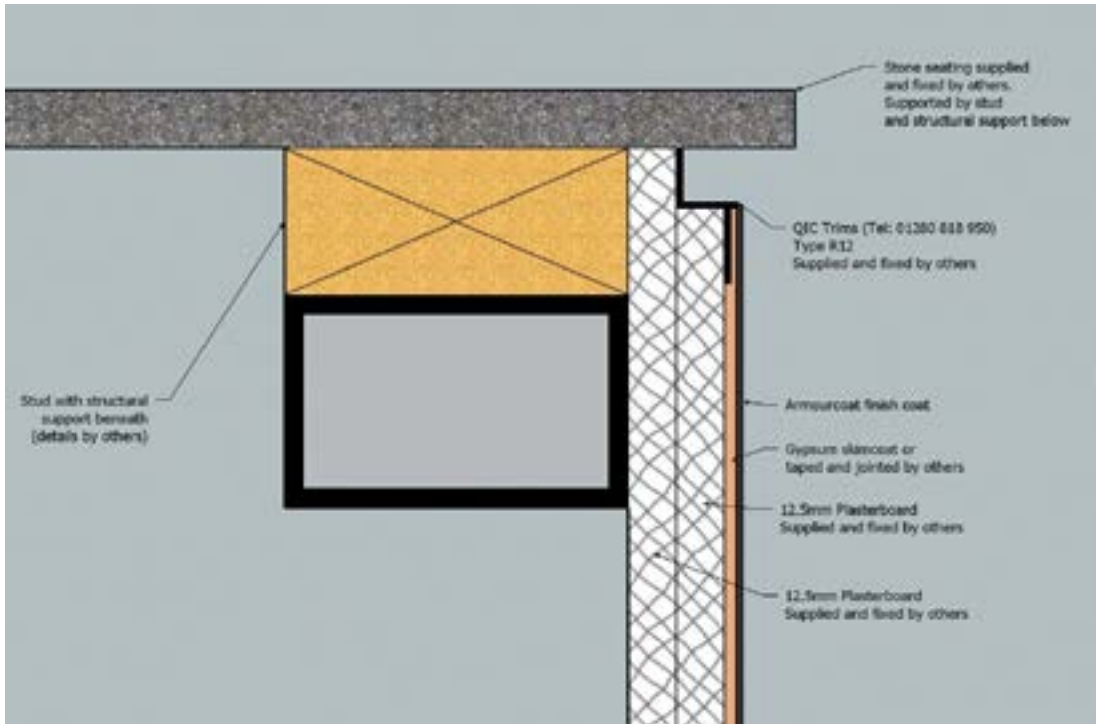 Stone seating supplied
and fixed by others.
Supported by stud
and structural support below
QIC Trims (Tel: 01280 818 950)
Type R12
Supplied and fixed by others
Stud with structural
support beneath
(details by others)
Armourcoat finish coat
Gypsum skimcoat or
taped and jointed by others
12.5mm Plasterboard
Supplied and fixed by others
12.5mm Plasterboard
Supplied and fixed by others